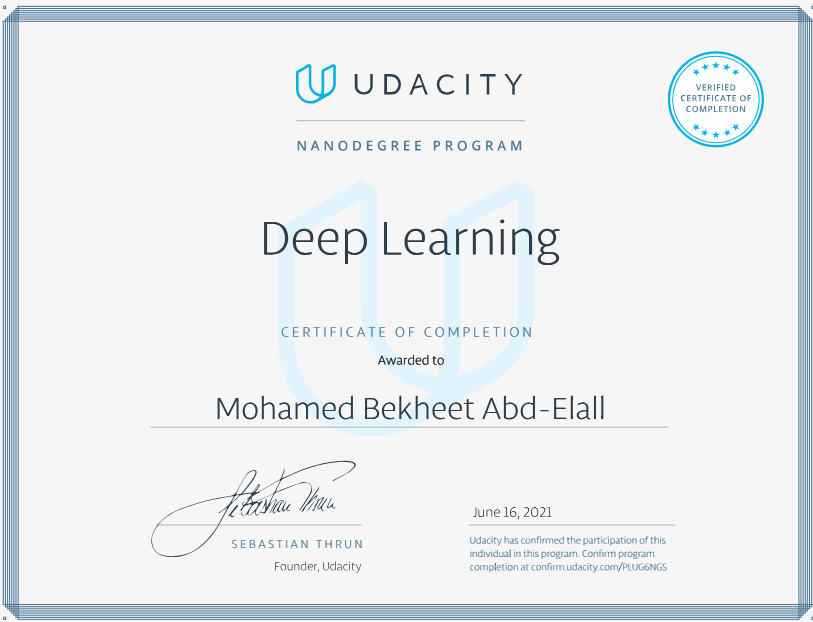 UDACITY
VERIFIED
CERTIFICATE OF
COMPLETION
NANODEGREE PROGRAM
Deep Learning
CERTIFICATE OF COMPLETION
Awarded to
Mohamed Bekheet Abd-Elall
Sebastian Thrun
SEBASTIAN THRUN
Founder, Udacity
June 16, 2021
Udacity has confirmed the participation of this
individual in this program. Confirm program
completion at confirm.udacity.com/PLUG6NGS